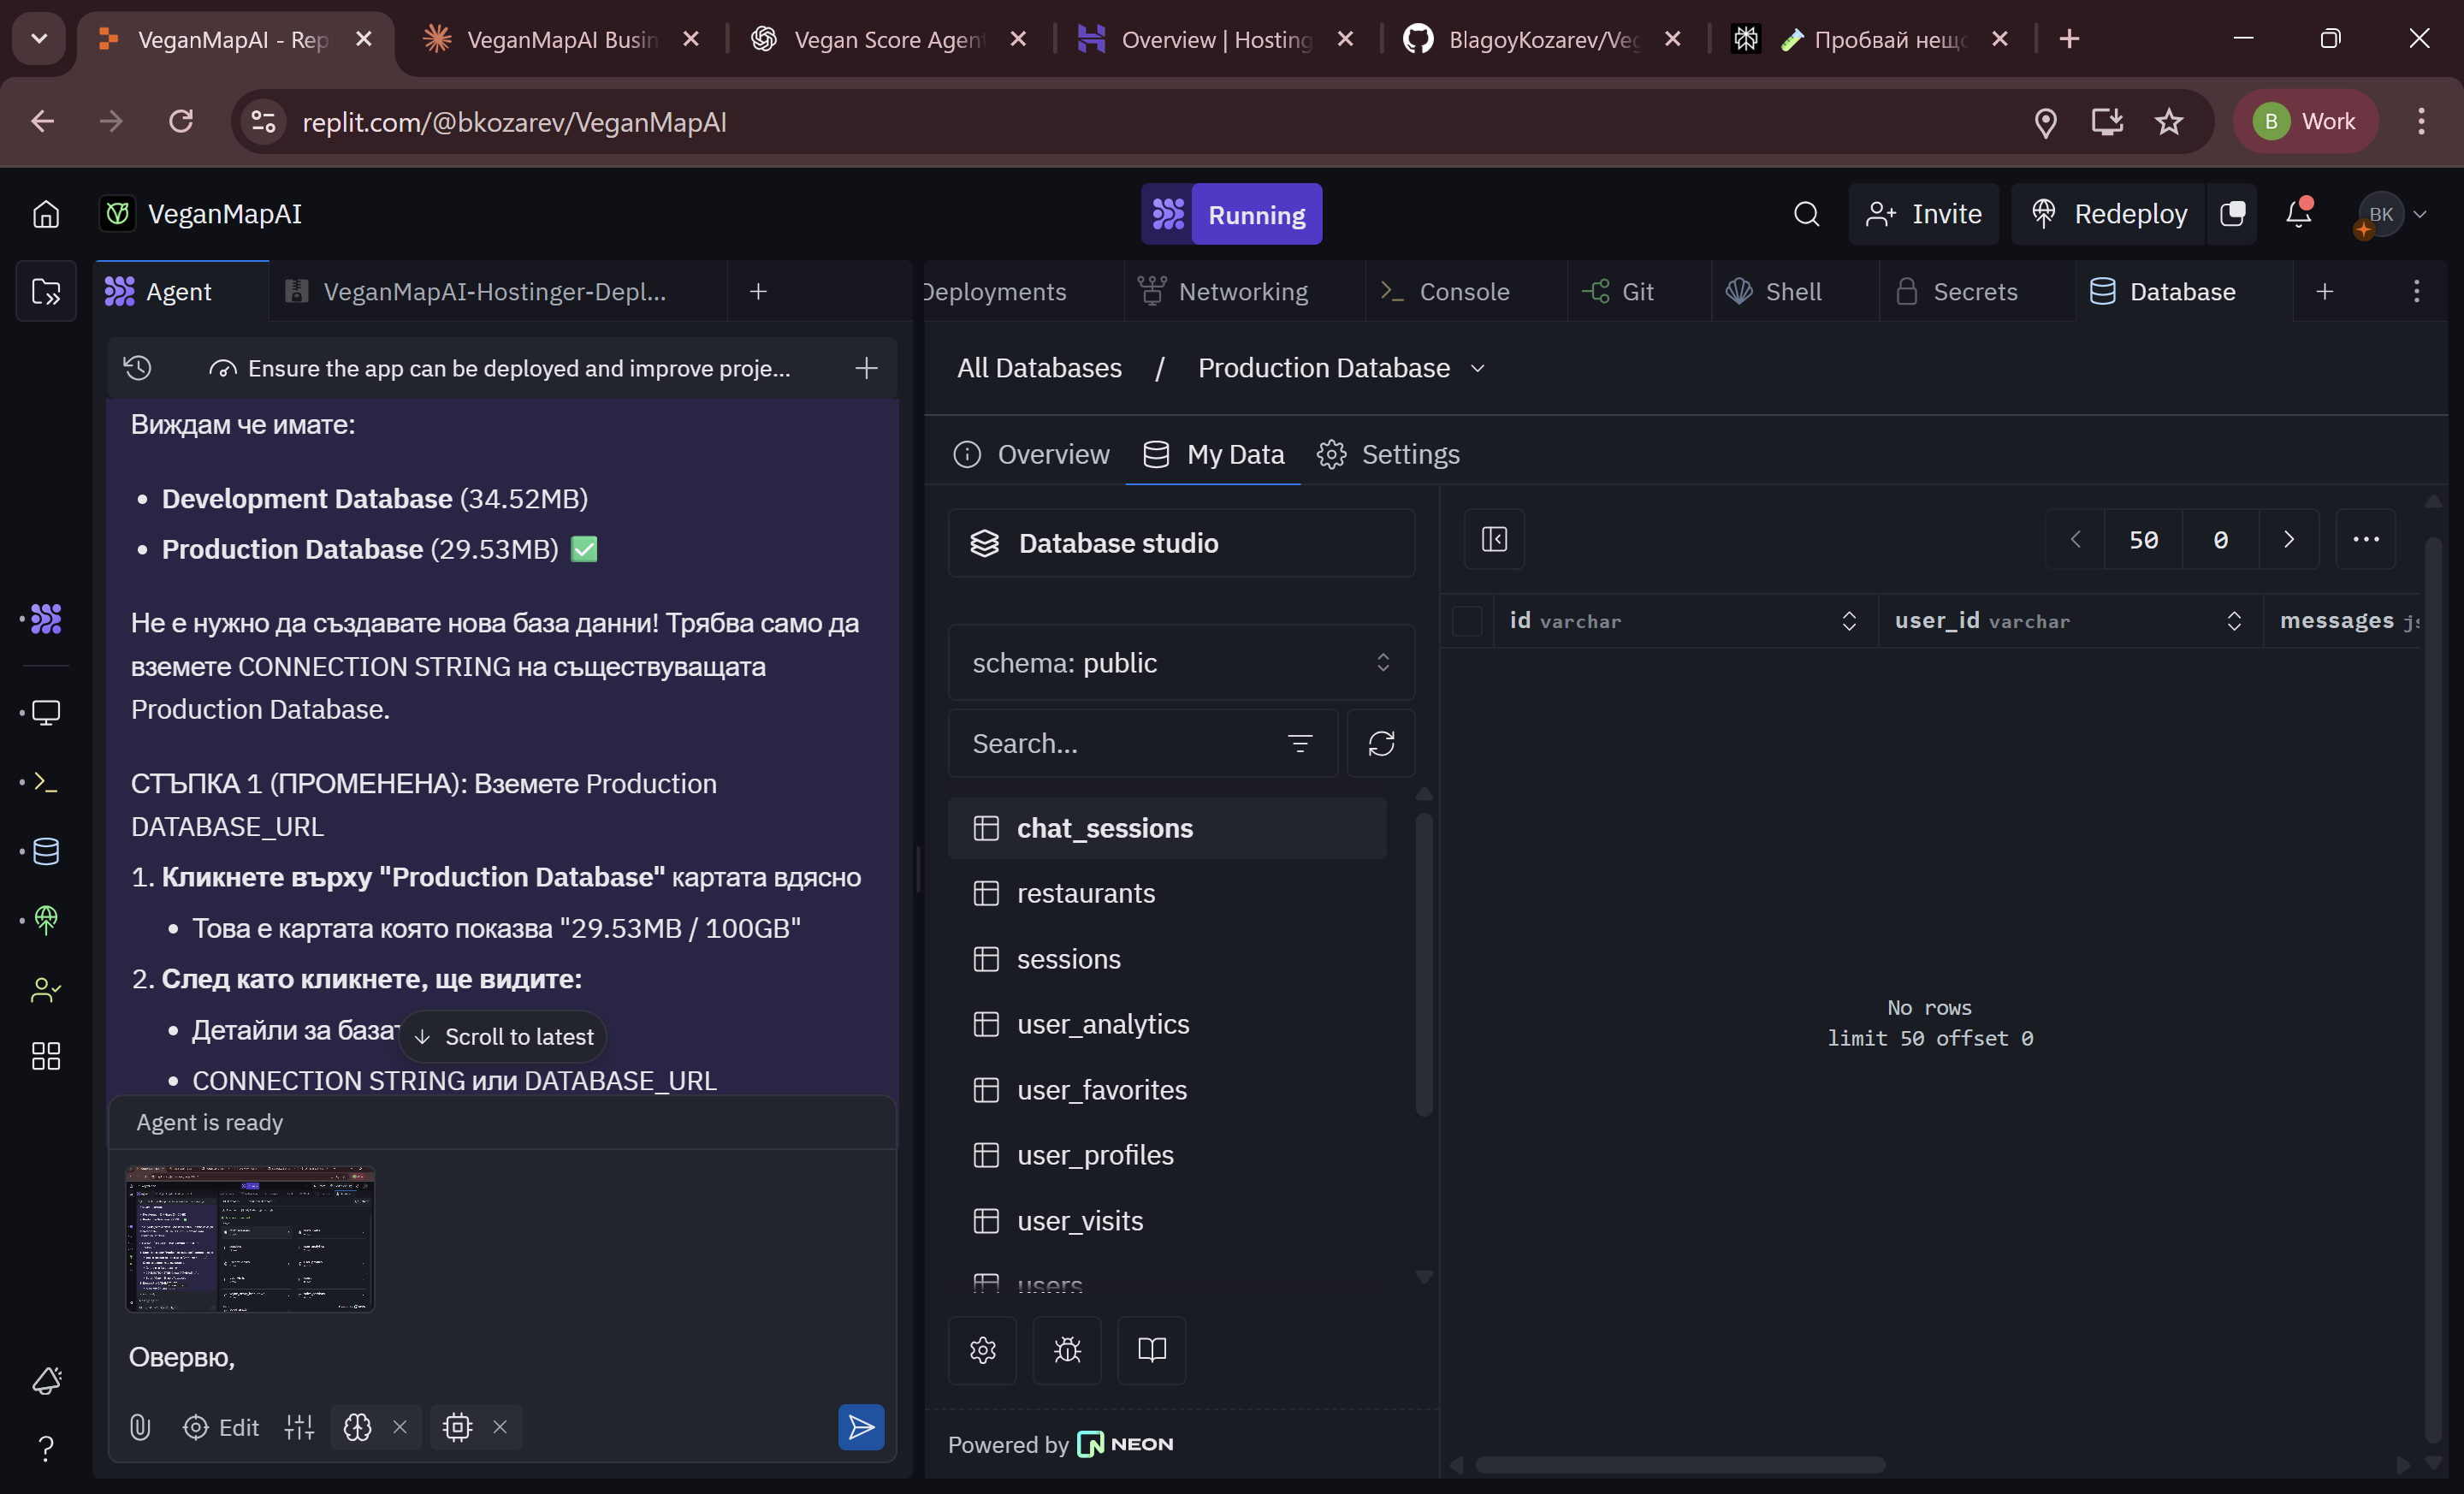 VeganMapAI - Rep
VeganMapAI Busin
Vegan Score Agent
Overview | Hosting
BlagoyKozarev/Veg
Пробвай нещо
replit.com/@bkozarev/VeganMapAI
B Work
VeganMapAI
Running
Invite
Redeploy
BK
Agent
VeganMapAI-Hostinger-Depl...
Deployments
Networking
Console
Git
Shell
Secrets
Database
Ensure the app can be deployed and improve proje...
Виждам че имате:
• Development Database (34.52MB)
• Production Database (29.53MB) ✅
Не е нужно да създавате нова база данни! Трябва само да
вземете CONNECTION STRING на съществуващата
Production Database.
СТЪПКА 1 (ПРОМЕНЕНА): Вземете Production
DATABASE_URL
1. Кликнете върху "Production Database" картата вдясно
• Това е картата която показва "29.53MB / 100GB"
2. След като кликнете, ще видите:
• Детайли за базат
Scroll to latest
• CONNECTION STRING или DATABASE_URL
Agent is ready
Овервю,
Edit
All Databases / Production Database
Overview
My Data
Settings
Database studio
schema: public
Search...
chat_sessions
restaurants
sessions
user_analytics
user_favorites
user_profiles
user_visits
users
Powered by NEON
50
0
id varchar
user_id varchar
messages js
No rows
limit 50 offset 0